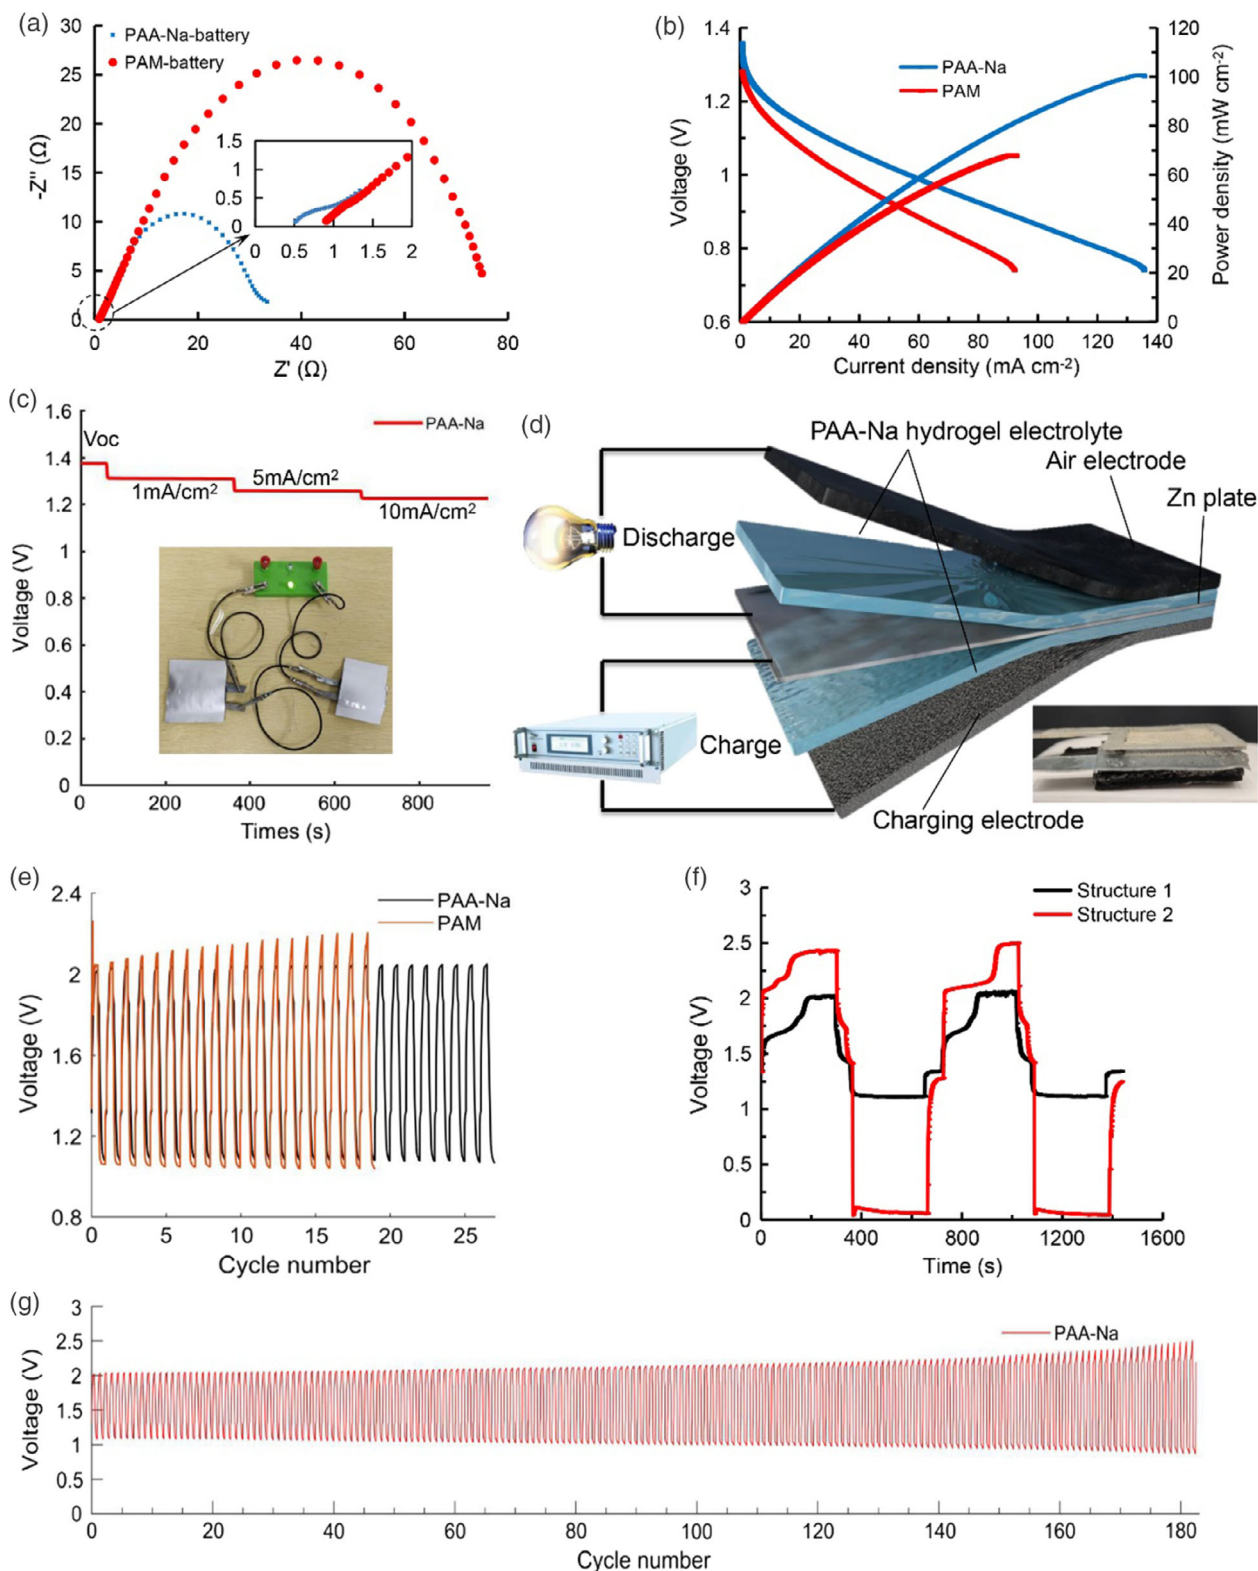 (a)
PAA-Na-battery
PAM-battery
30
25
20
15
10
5
0
-Z'' (Ω)
1.5
1
0.5
0
0 0.5 1 1.5 2
0 20 40 60 80
Z' (Ω)
(b)
1.4
1.2
1
0.8
0.6
Voltage (V)
PAA-Na
PAM
120
100
80
60
40
20
0
Power density (mW cm-2)
0 20 40 60 80 100 120 140
Current density (mA cm-2)
(c)
1.6
1.4
1.2
1
0.8
0.6
0.4
0.2
0
Voltage (V)
PAA-Na
Voc
1mA/cm2
5mA/cm2
10mA/cm2
0 200 400 600 800
Times (s)
(d)
PAA-Na hydrogel electrolyte
Air electrode
Zn plate
Discharge
Charge
Charging electrode
(e)
2.4
2
1.6
1.2
0.8
Voltage (V)
PAA-Na
PAM
0 5 10 15 20 25
Cycle number
(f)
Structure 1
Structure 2
3
2.5
2
1.5
1
0.5
0
Voltage (V)
0 400 800 1200 1600
Time (s)
(g)
3
2.5
2
1.5
1
0.5
0
Voltage (V)
PAA-Na
0 20 40 60 80 100 120 140 160 180
Cycle number